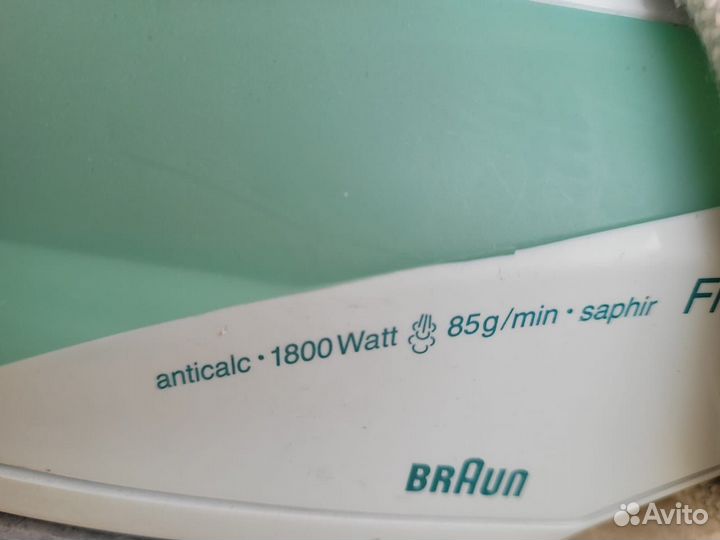 anticalc · 1800 Watt 85g/min · saphir
BRAUN
Avito